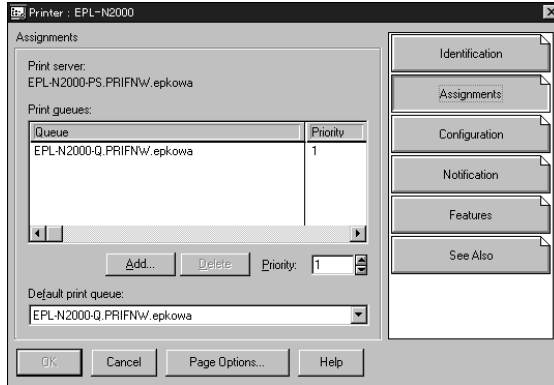 Printer : EPL-N2000
Assignments
Print server:
EPL-N2000-PS.PRIFNW.epkowa
Print queues:
Queue Priority
EPL-N2000-Q.PRIFNW.epkowa 1
Add... Delete Priority: 1
Default print queue:
EPL-N2000-Q.PRIFNW.epkowa
OK Cancel Page Options... Help
Identification
Assignments
Configuration
Notification
Features
See Also